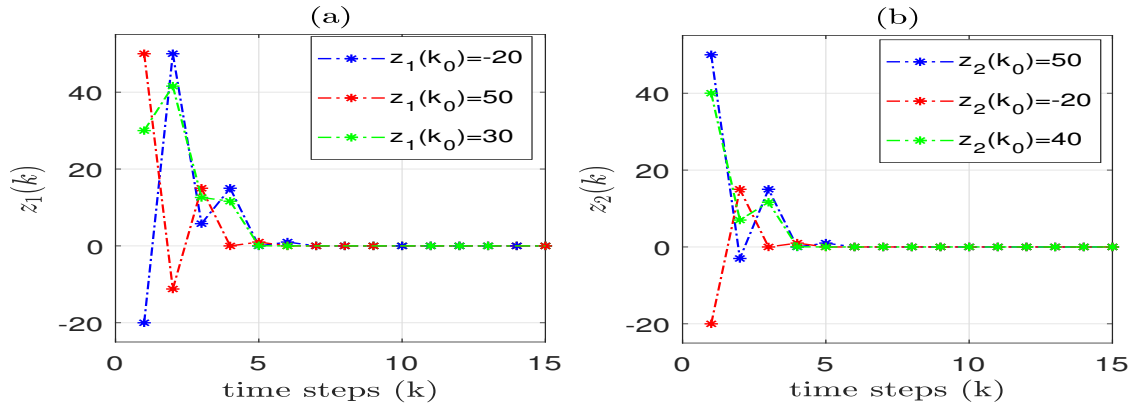 (a)
z₁(k)
40
20
0
-20
z₁(k₀)=-20
z₁(k₀)=50
z₁(k₀)=30
0 5 10 15
time steps (k)
(b)
z₂(k)
40
20
0
-20
z₂(k₀)=50
z₂(k₀)=-20
z₂(k₀)=40
0 5 10 15
time steps (k)